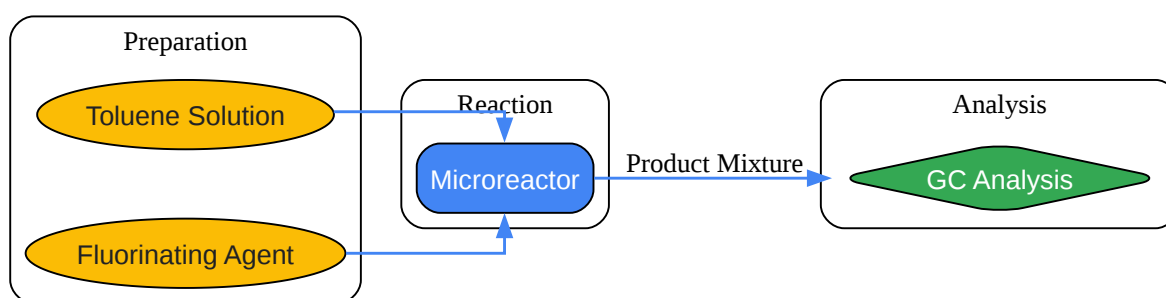 Preparation
Toluene Solution
Fluorinating Agent
Reaction
Microreactor
Product Mixture
Analysis
GC Analysis